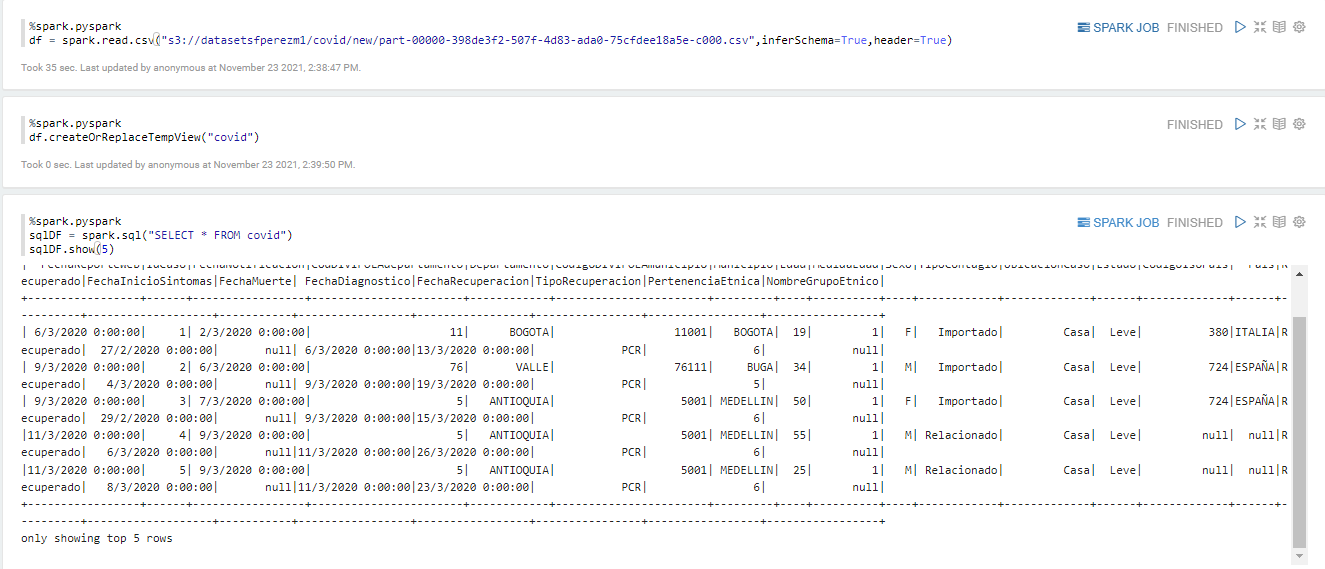 %spark.pyspark
df = spark.read.csv("s3://datasetsfperezm1/covid/new/part-00000-398de3f2-507f-4d83-ada0-75cfdee18a5e-c000.csv",inferSchema=True,header=True)
SPARK JOB FINISHED
Took 35 sec. Last updated by anonymous at November 23 2021, 2:38:47 PM.
%spark.pyspark
df.createOrReplaceTempView("covid")
FINISHED
Took 0 sec. Last updated by anonymous at November 23 2021, 2:39:50 PM.
%spark.pyspark
sqlDF = spark.sql("SELECT * FROM covid")
sqlDF.show(5)
SPARK JOB FINISHED
ecuperado|FechaInicioSintomas|FechaMuerte| FechaDiagnostico|FechaRecuperacion|TipoRecuperacion|PertenenciaEtnica|NombreGrupoEtnico|
| 6/3/2020 0:00:00| 1| 2/3/2020 0:00:00| 11| BOGOTA| 11001| BOGOTA| 19| 1| F| Importado| Casa| Leve| 380|ITALIA|R
ecuperado| 27/2/2020 0:00:00| null| 6/3/2020 0:00:00|13/3/2020 0:00:00| PCR| 6| null|
| 9/3/2020 0:00:00| 2| 6/3/2020 0:00:00| 76| VALLE| 76111| BUGA| 34| 1| M| Importado| Casa| Leve| 724|ESPAÑA|R
ecuperado| 4/3/2020 0:00:00| null| 9/3/2020 0:00:00|19/3/2020 0:00:00| PCR| 5| null|
| 9/3/2020 0:00:00| 3| 7/3/2020 0:00:00| 5| ANTIOQUIA| 5001| MEDELLIN| 50| 1| F| Importado| Casa| Leve| 724|ESPAÑA|R
ecuperado| 29/2/2020 0:00:00| null| 9/3/2020 0:00:00|15/3/2020 0:00:00| PCR| 6| null|
|11/3/2020 0:00:00| 4| 9/3/2020 0:00:00| 5| ANTIOQUIA| 5001| MEDELLIN| 55| 1| M| Relacionado| Casa| Leve| null| null|R
ecuperado| 6/3/2020 0:00:00| null|11/3/2020 0:00:00|26/3/2020 0:00:00| PCR| 6| null|
|11/3/2020 0:00:00| 5| 9/3/2020 0:00:00| 5| ANTIOQUIA| 5001| MEDELLIN| 25| 1| M| Relacionado| Casa| Leve| null| null|R
ecuperado| 8/3/2020 0:00:00| null|11/3/2020 0:00:00|23/3/2020 0:00:00| PCR| 6| null|
only showing top 5 rows